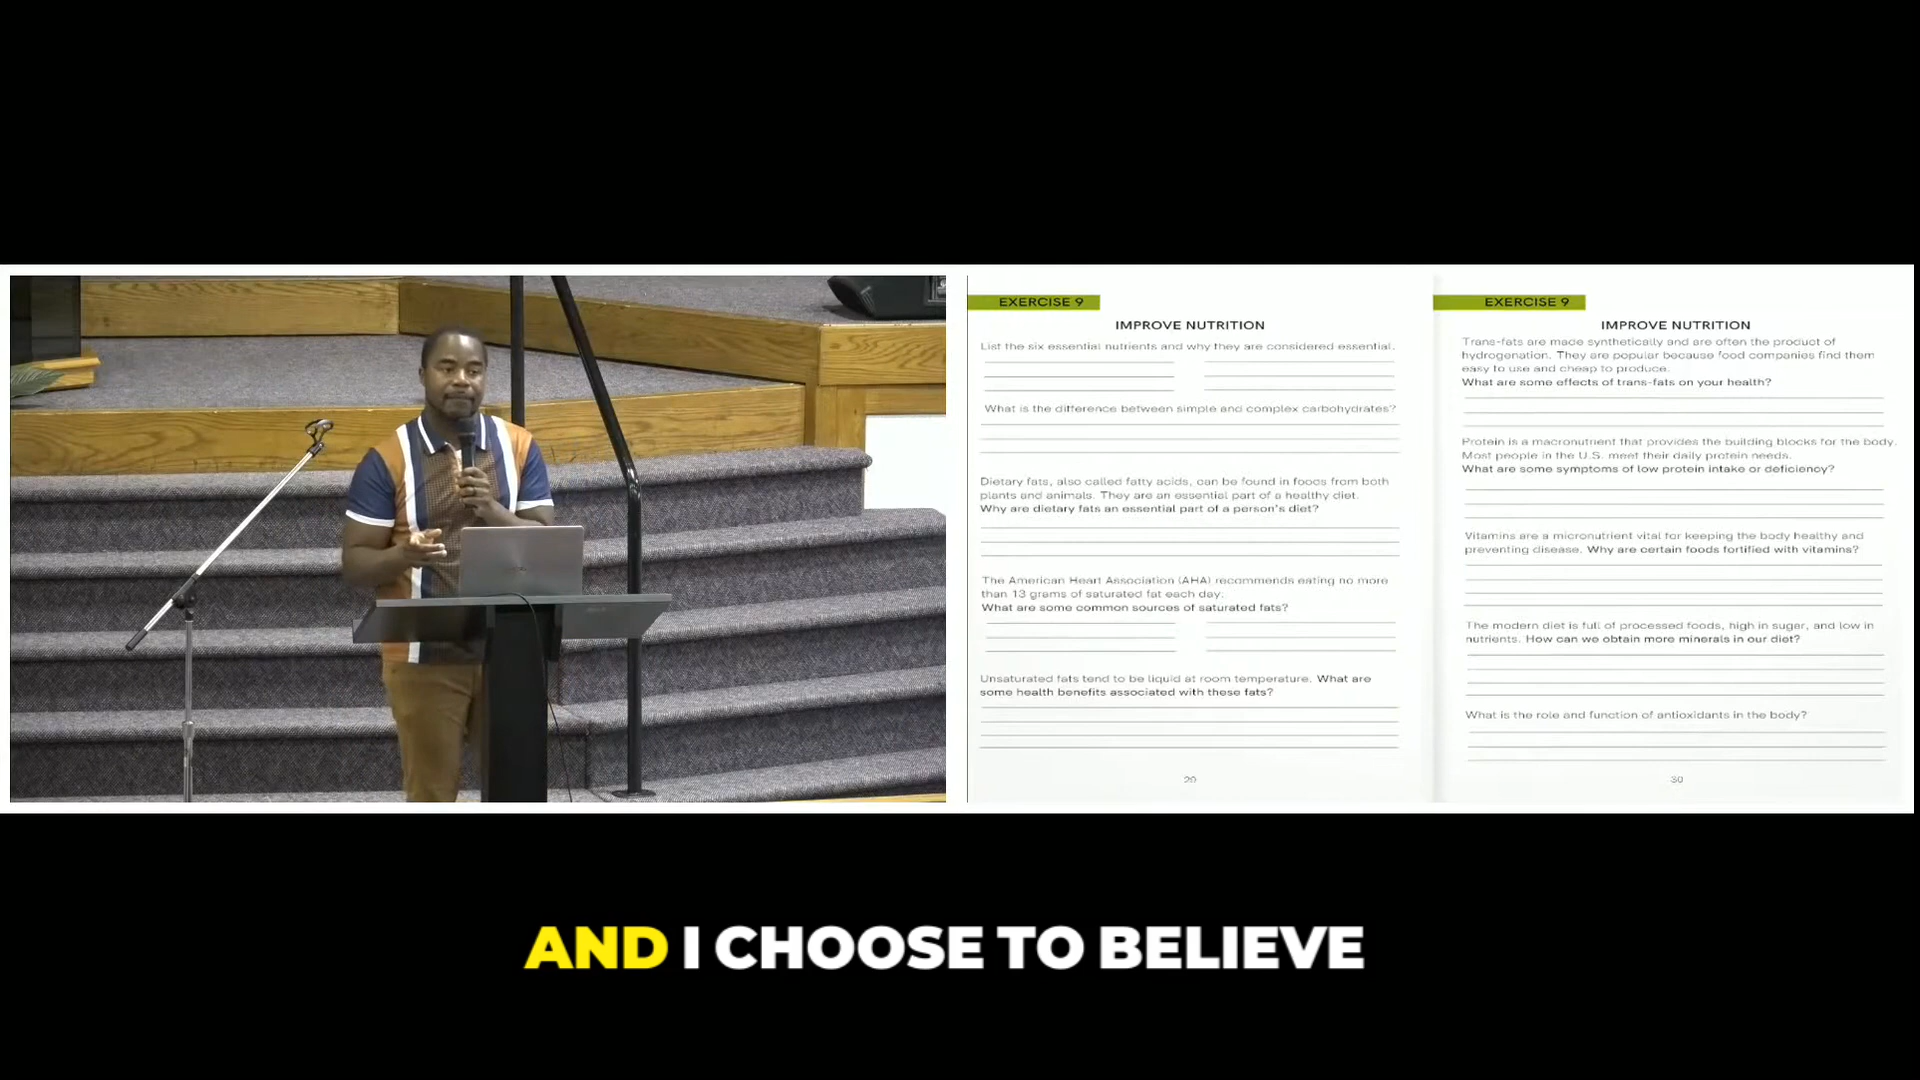 EXERCISE 9
IMPROVE NUTRITION
List the six essential nutrients and why they are considered essential.
What is the difference between simple and complex carbohydrates?
Dietary fats, also called fatty acids, can be found in foods from both
plants and animals. They are an essential part of a healthy diet.
Why are dietary fats an essential part of a person's diet?
The American Heart Association (AHA) recommends eating no more
than 13 grams of saturated fat each day.
What are some common sources of saturated fats?
Unsaturated fats tend to be liquid at room temperature. What are
some health benefits associated with these fats?
29
EXERCISE 9
IMPROVE NUTRITION
Trans-fats are made synthetically and are often the product of
hydrogenation. They are popular because food companies find them
easy to use and cheap to produce.
What are some effects of trans-fats on your health?
Protein is a macronutrient that provides the building blocks for the body.
Most people in the U.S. meet their daily protein needs.
What are some symptoms of low protein intake or deficiency?
Vitamins are a micronutrient vital for keeping the body healthy and
preventing disease. Why are certain foods fortified with vitamins?
The modern diet is full of processed foods, high in sugar, and low in
nutrients. How can we obtain more minerals in our diet?
What is the role and function of antioxidants in the body?
30
AND I CHOOSE TO BELIEVE